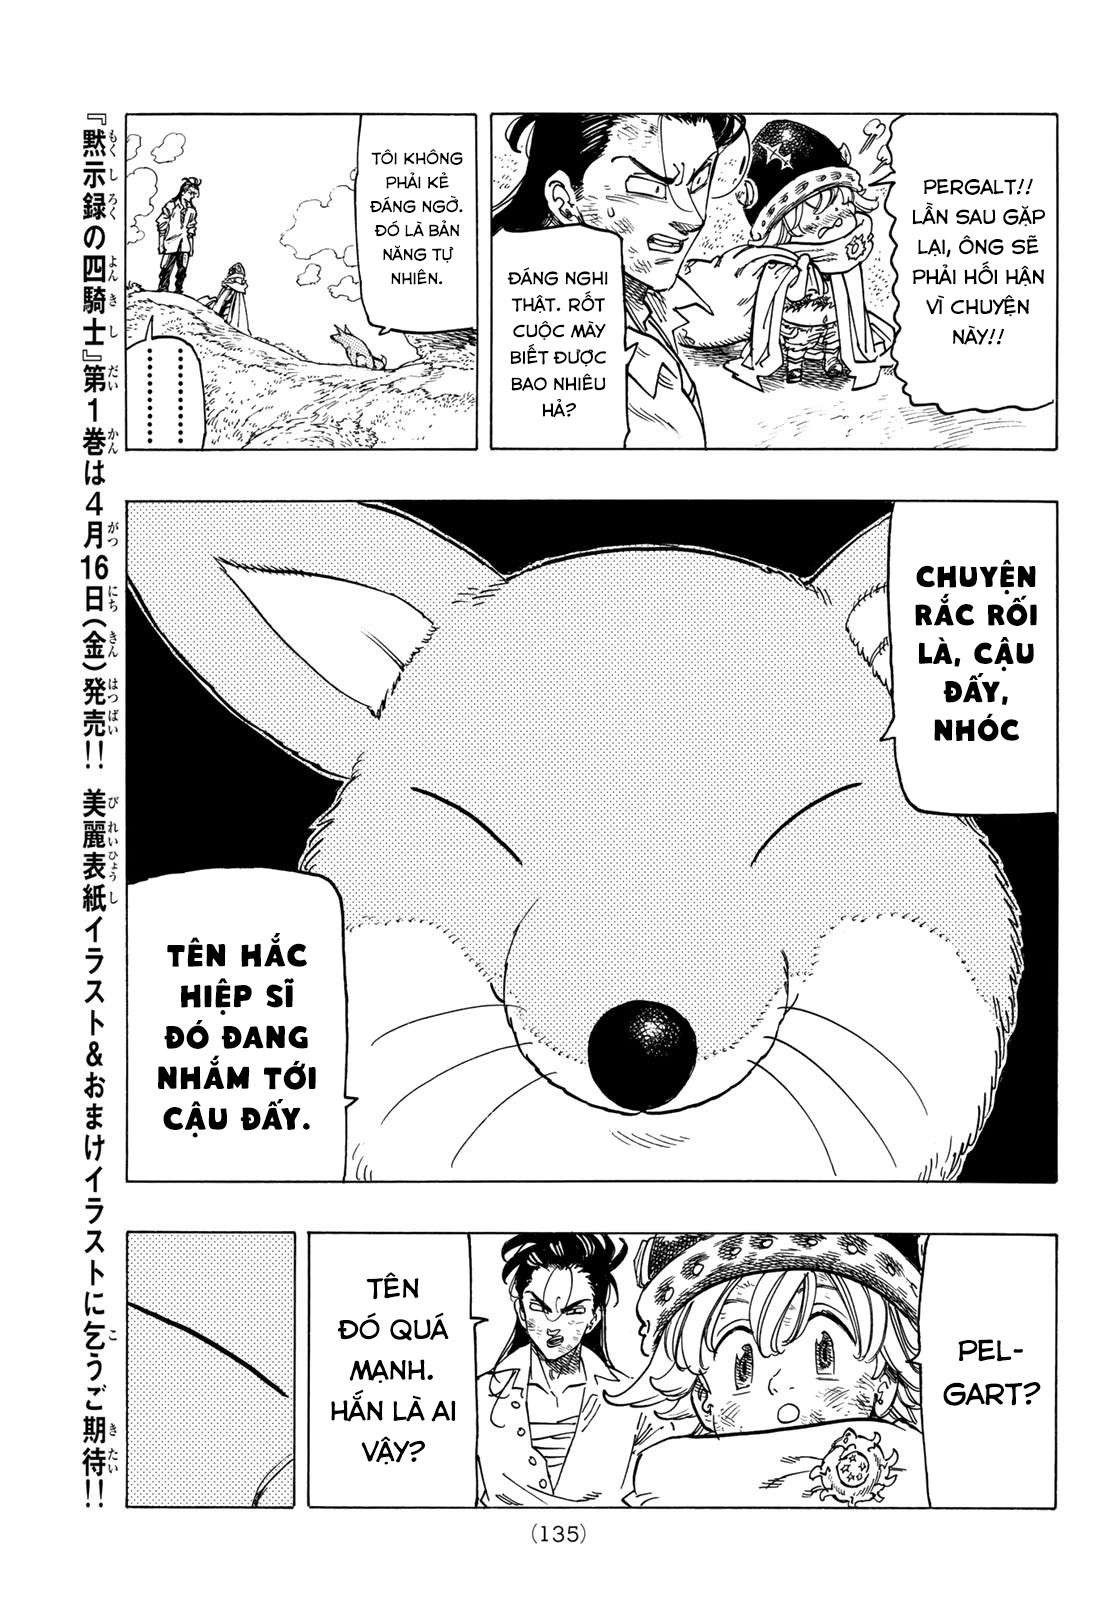 PERGALT!!
LẦN SAU GẶP
LẠI, ÔNG SẼ
PHẢI HỐI HẬN
VÌ CHUYỆN
NÀY!!
ĐÁNG NGHI
THẬT. RỐT
CUỘC MÀY
BIẾT ĐƯỢC
BAO NHIÊU
HẢ?
TÔI KHÔNG
PHẢI KẺ
ĐÁNG NGỜ.
ĐÓ LÀ BẢN
NĂNG TỰ
NHIÊN.
………
………
CHUYỆN
RẮC RỐI
LÀ, CẬU
ĐẤY,
NHÓC
TÊN HẮC
HIỆP SĨ
ĐÓ ĐANG
NHẮM TỚI
CẬU ĐẤY.
PEL-
GART?
TÊN
ĐÓ QUÁ
MẠNH.
HẮN LÀ AI
VẬY?
『黙示録の四騎士』第1巻は4月16日(金)発売!! 美麗表紙イラスト&おまけイラストに乞うご期待!!
(135)